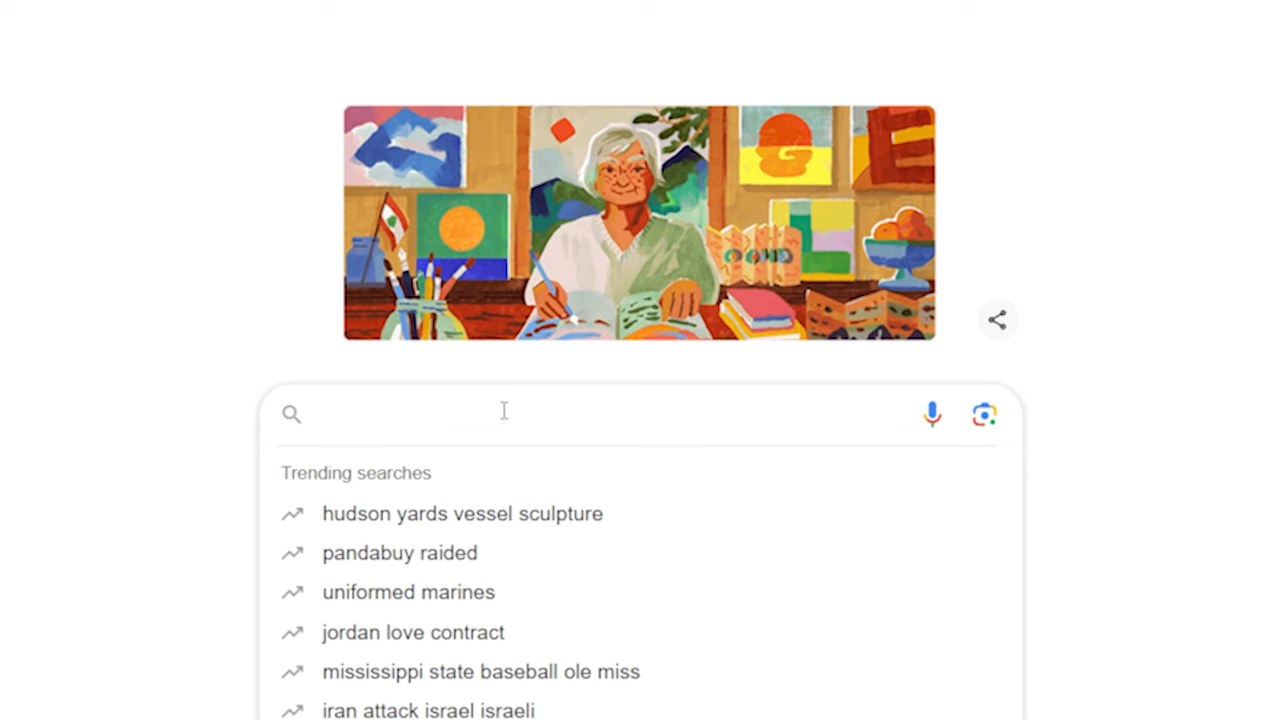 Trending searches
hudson yards vessel sculpture
pandabuy raided
uniformed marines
jordan love contract
mississippi state baseball ole miss
iran attack israel israeli